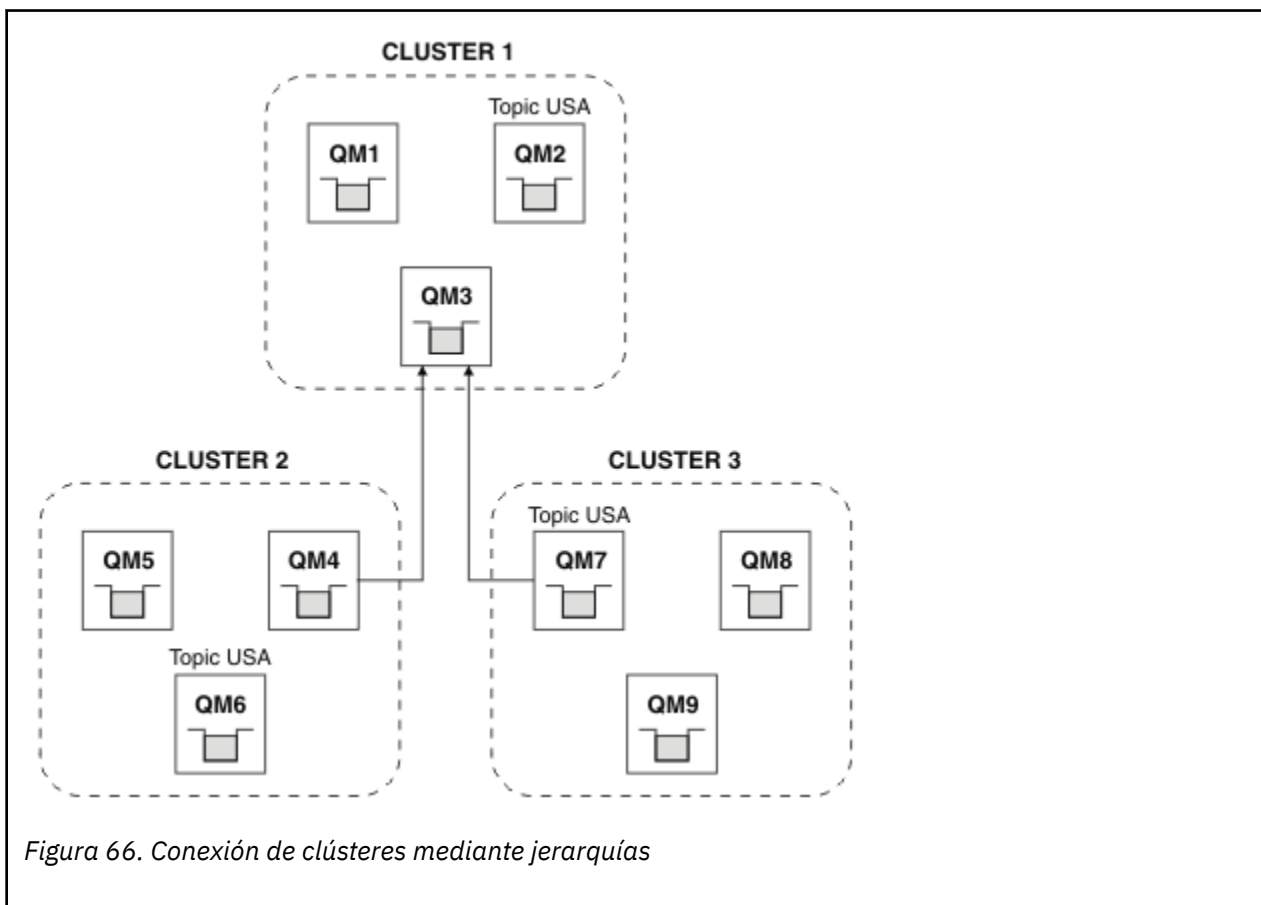 CLUSTER 1
Topic USA
QM1
QM2
QM3
CLUSTER 2
CLUSTER 3
Topic USA
QM5
QM4
QM7
QM8
Topic USA
QM6
QM9
Figura 66. Conexión de clústeres mediante jerarquías